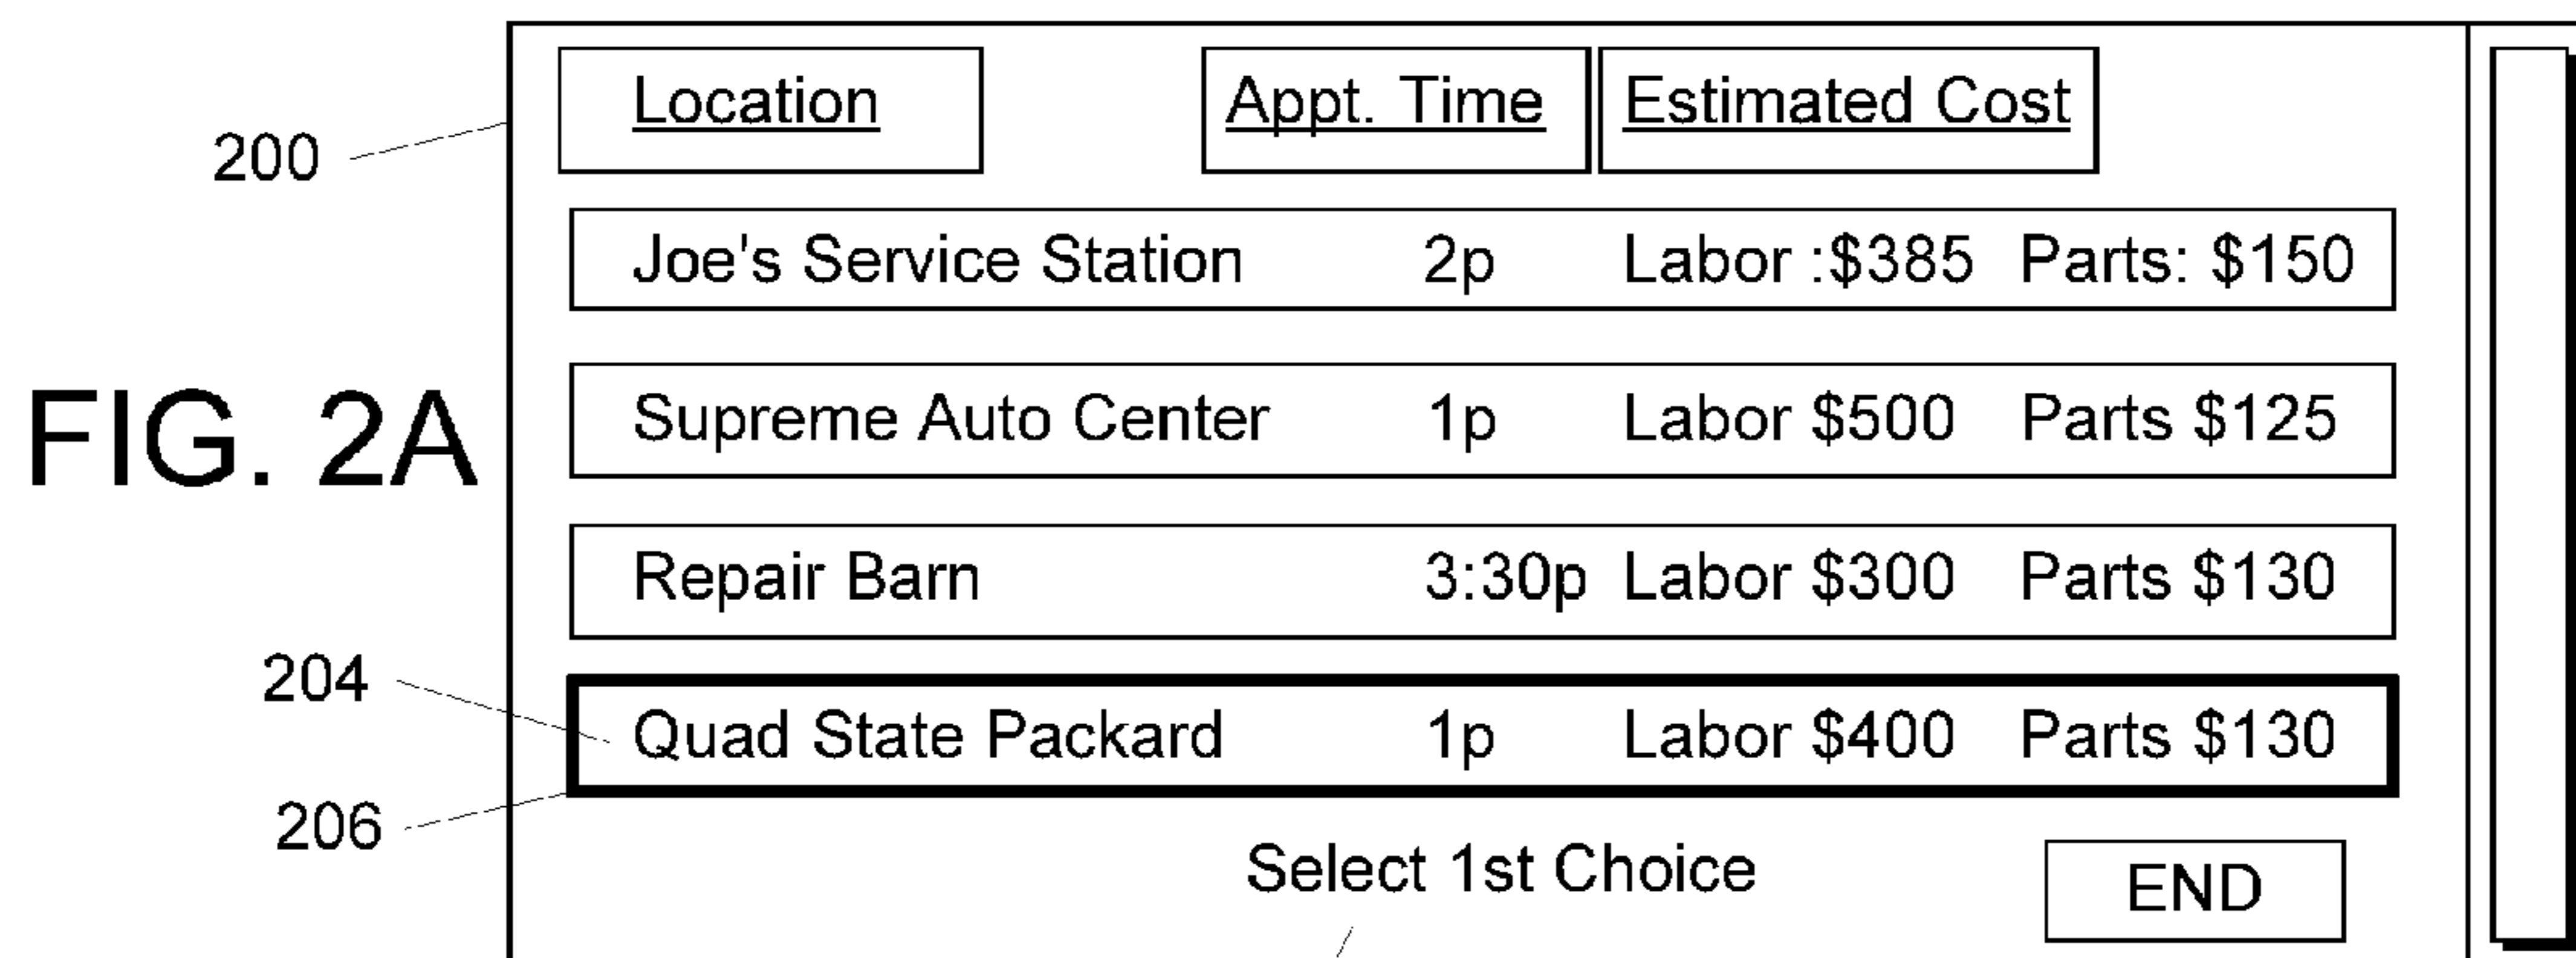 Location Appt. Time Estimated Cost
200
Joe's Service Station 2p Labor :$385 Parts: $150
FIG. 2A
Supreme Auto Center 1p Labor $500 Parts $125
Repair Barn 3:30p Labor $300 Parts $130
204
Quad State Packard 1p Labor $400 Parts $130
206
Select 1st Choice
END